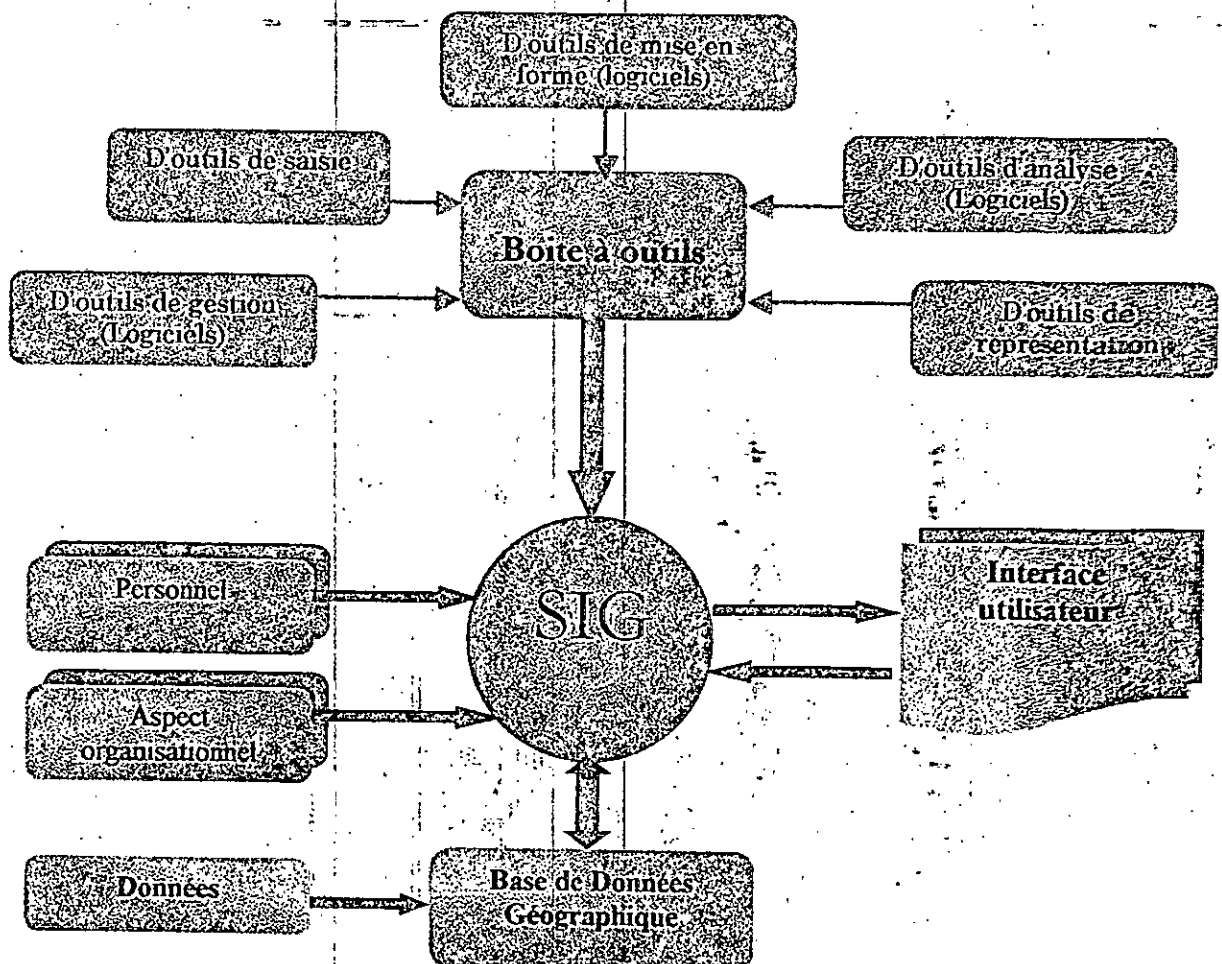 D'outils de mise en
forme (logiciels)
D'outils de saisie
D'outils d'analyse
(Logiciels)
Boite à outils
D'outils de gestion
(Logiciels)
D'outils de
représentation
Personnel
SIG
Interface
utilisateur
Aspect
organisationnel
Données
Base de Données
Géographique